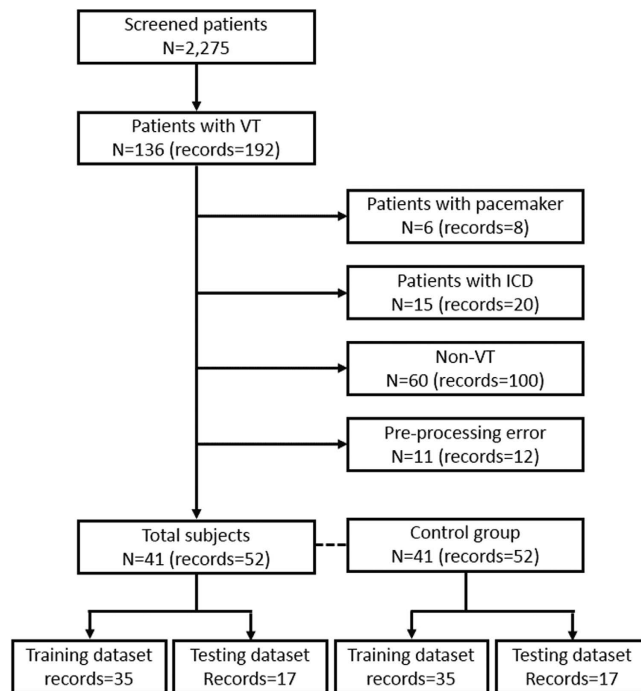 Screened patients
N=2,275
Patients with VT
N=136 (records=192)
Patients with pacemaker
N=6 (records=8)
Patients with ICD
N=15 (records=20)
Non-VT
N=60 (records=100)
Pre-processing error
N=11 (records=12)
Total subjects
N=41 (records=52)
Control group
N=41 (records=52)
Training dataset
records=35
Testing dataset
Records=17
Training dataset
records=35
Testing dataset
Records=17